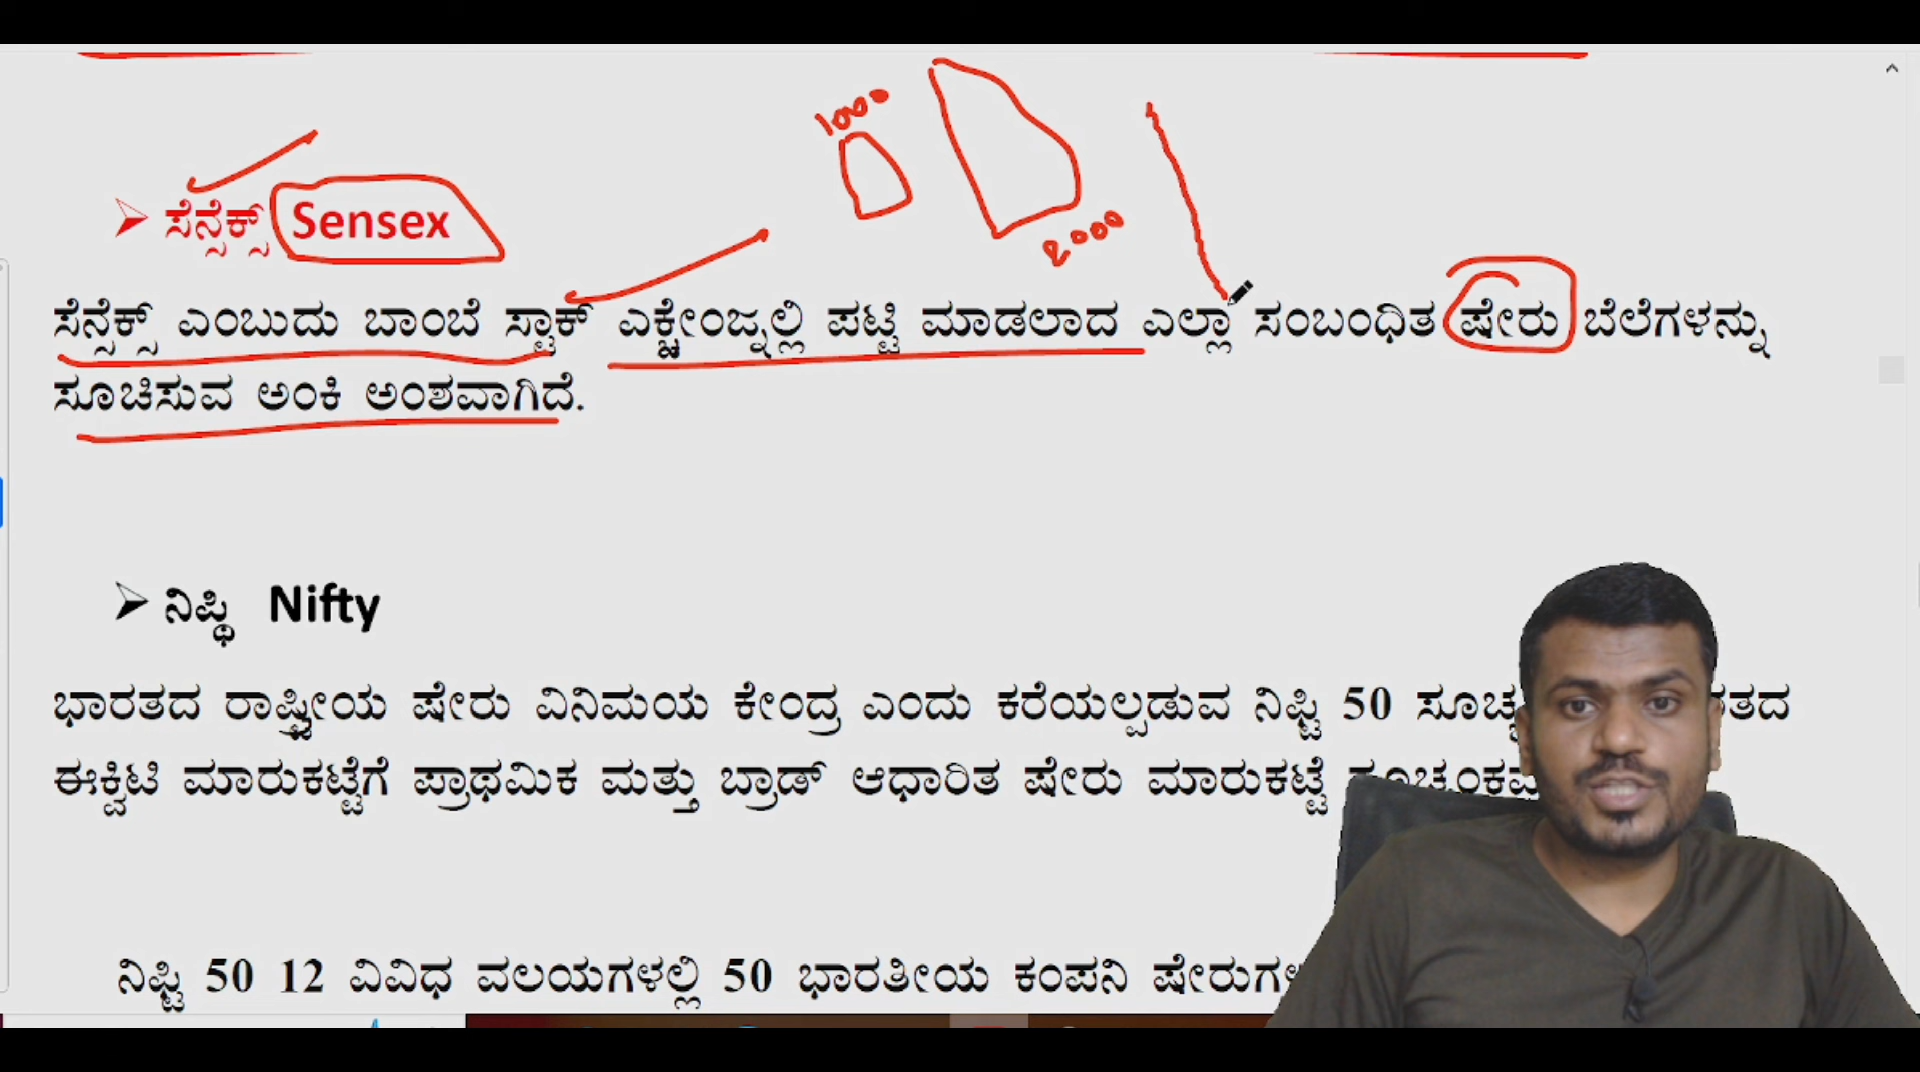 1000
2000
➢ ಸೆನ್ಸೆಕ್ಸ್ Sensex
ಸೆನ್ಸೆಕ್ಸ್ ಎಂಬುದು ಬಾಂಬೆ ಸ್ಟಾಕ್ ಎಕ್ಸ್ಚೇಂಜ್ನಲ್ಲಿ ಪಟ್ಟಿ ಮಾಡಲಾದ ಎಲ್ಲಾ ಸಂಬಂಧಿತ ಷೇರು ಬೆಲೆಗಳನ್ನು
ಸೂಚಿಸುವ ಅಂಕಿ ಅಂಶವಾಗಿದೆ.
➢ ನಿಫ್ಥಿ Nifty
ಭಾರತದ ರಾಷ್ಟ್ರೀಯ ಷೇರು ವಿನಿಮಯ ಕೇಂದ್ರ ಎಂದು ಕರೆಯಲ್ಪಡುವ ನಿಫ್ಟಿ 50
ಈಕ್ವಿಟಿ ಮಾರುಕಟ್ಟೆಗೆ ಪ್ರಾಥಮಿಕ ಮತ್ತು ಬ್ರಾಡ್ ಆಧಾರಿತ ಷೇರು ಮಾರುಕಟ್ಟೆ
ನಿಫ್ಟಿ 50 12 ವಿವಿಧ ವಲಯಗಳಲ್ಲಿ 50 ಭಾರತೀಯ ಕಂಪನಿ